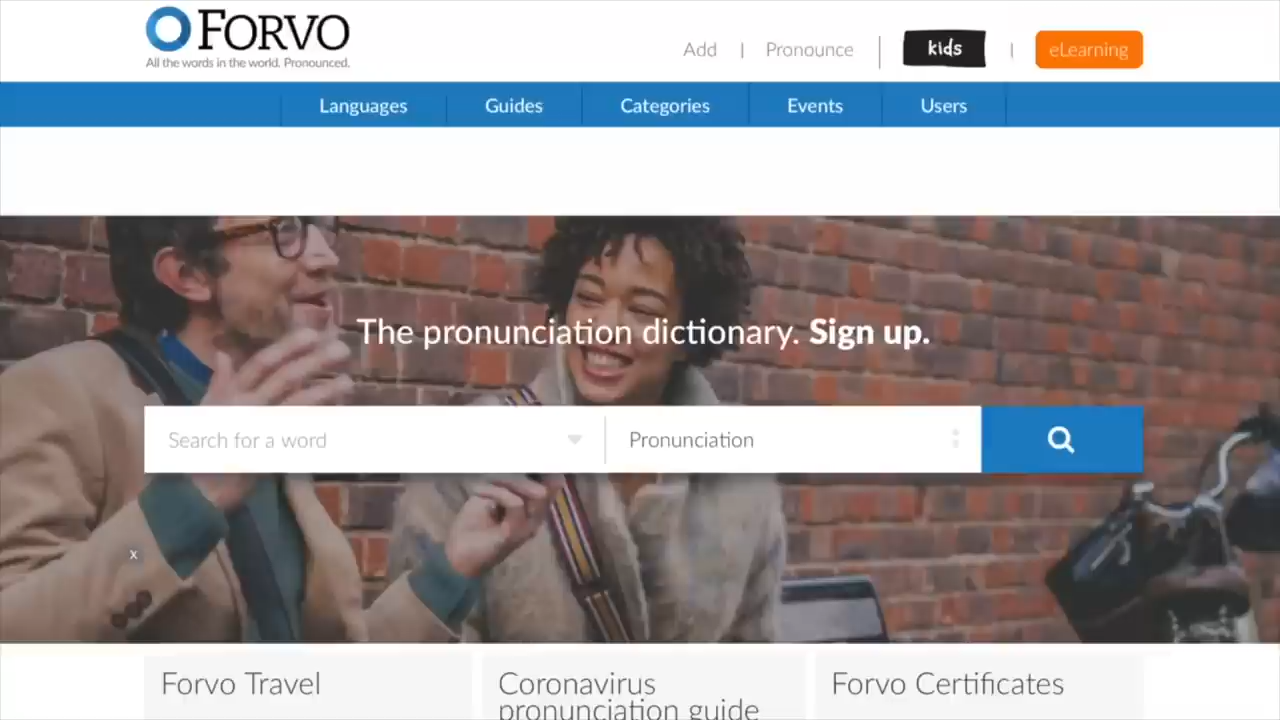 FORVO
All the words in the world. Pronounced.
Add | Pronounce | kids | eLearning
Languages Guides Categories Events Users
The pronunciation dictionary. Sign up.
Search for a word Pronunciation
x
Forvo Travel
Coronavirus
pronunciation guide
Forvo Certificates